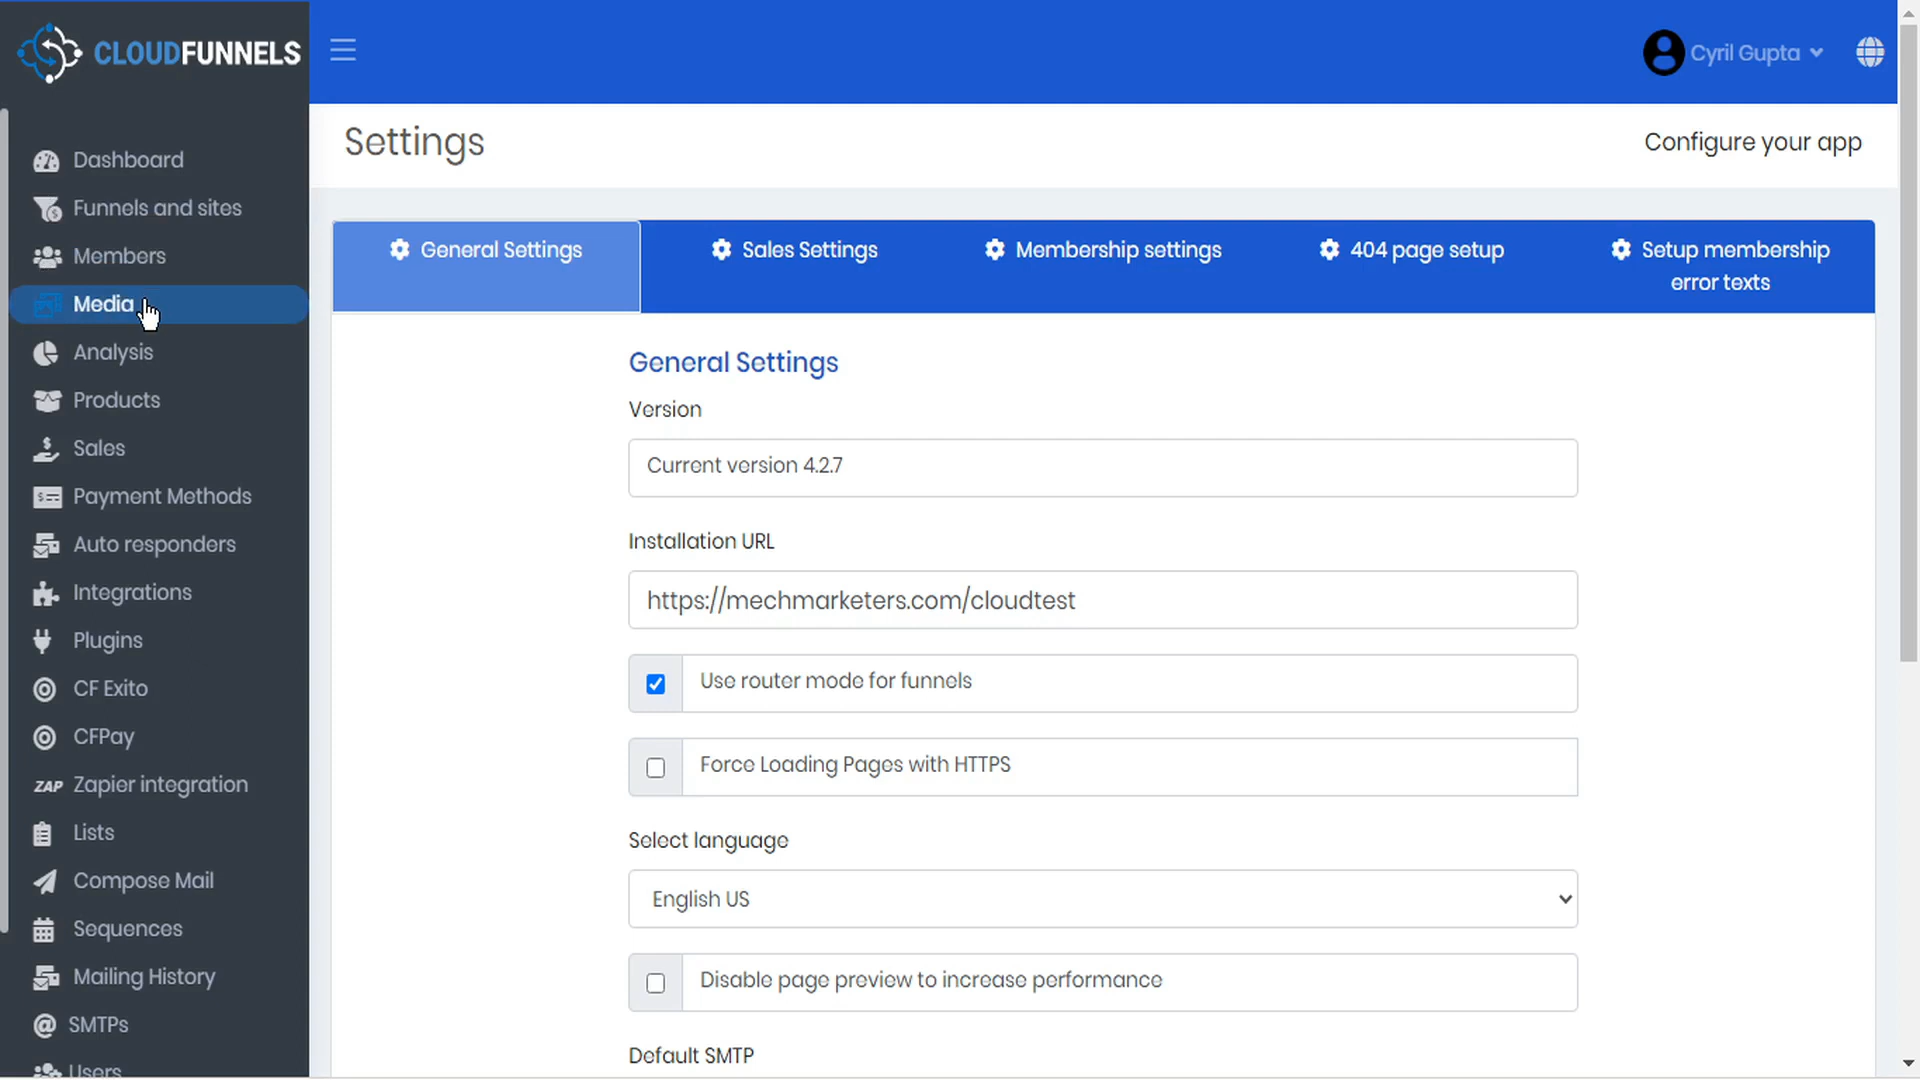 CLOUDFUNNELS
Cyril Gupta
Dashboard
Funnels and sites
Members
Media
Analysis
Products
Sales
Payment Methods
Auto responders
Integrations
Plugins
CF Exito
CFPay
ZAP Zapier integration
Lists
Compose Mail
Sequences
Mailing History
SMTPs
Users
Settings
Configure your app
General Settings
Sales Settings
Membership settings
404 page setup
Setup membership
error texts
General Settings
Version
Current version 4.2.7
Installation URL
https://mechmarketers.com/cloudtest
Use router mode for funnels
Force Loading Pages with HTTPS
Select language
English US
Disable page preview to increase performance
Default SMTP